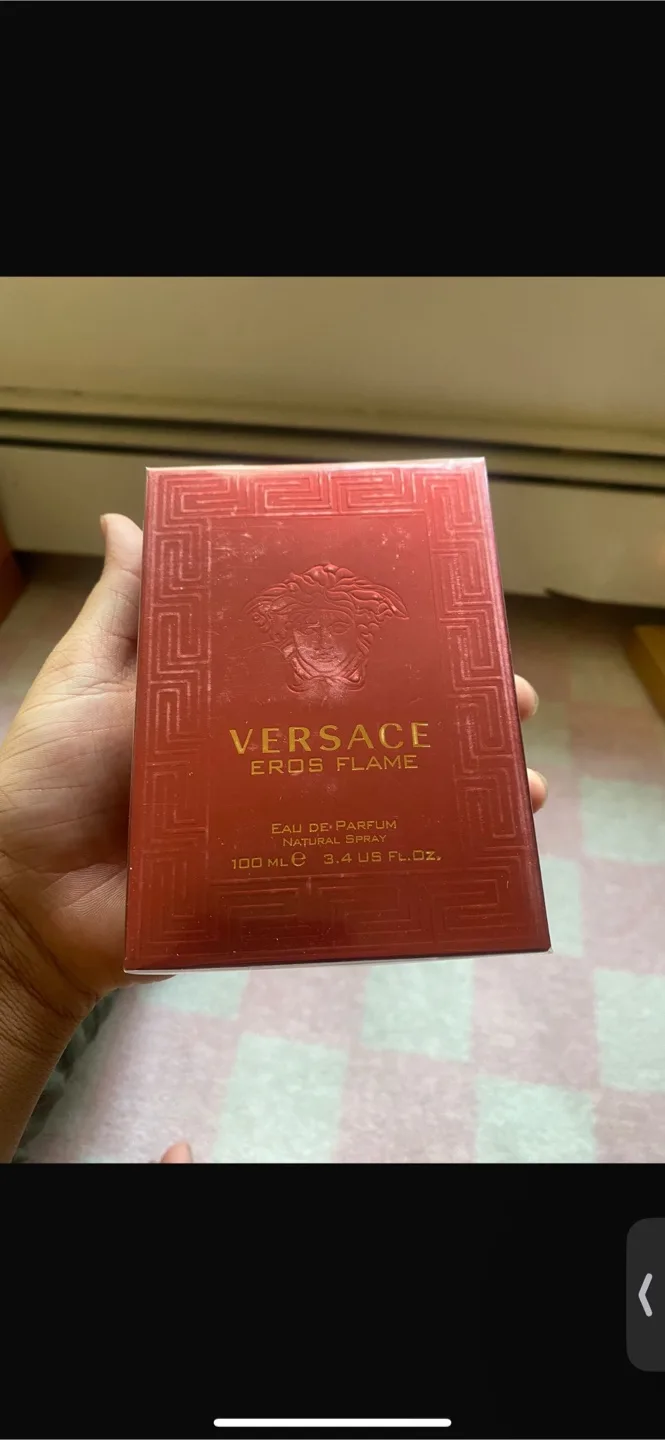 VERSACE
EROS FLAME
EAU DE PARFUM
NATURAL SPRAY
100 ML e 3.4 US FL.OZ.